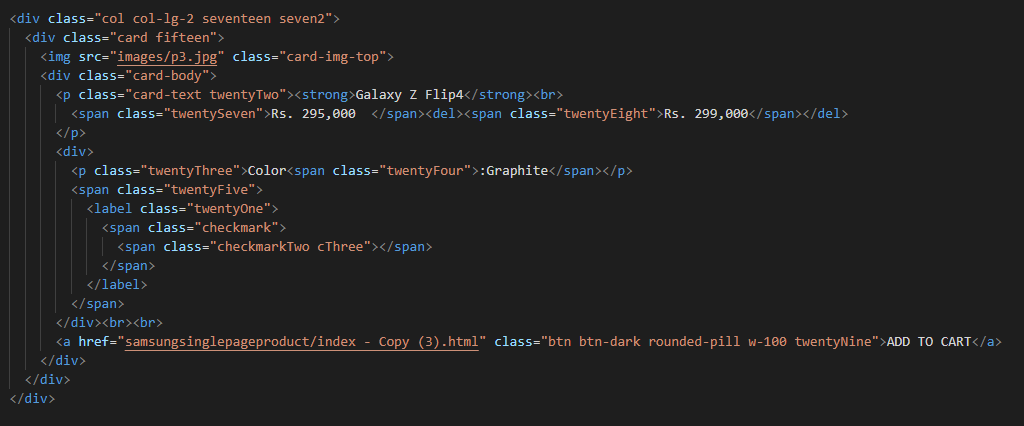 <div class="col col-lg-2 seventeen seven2">
<div class="card fifteen">
<img src="images/p3.jpg" class="card-img-top">
<div class="card-body">
<p class="card-text twentyTwo"><strong>Galaxy Z Flip4</strong><br>
<span class="twentySeven">Rs. 295,000  </span><del><span class="twentyEight">Rs. 299,000</span></del>
</p>
<div>
<p class="twentyThree">Color<span class="twentyFour">:Graphite</span></p>
<span class="twentyFive">
<label class="twentyOne">
<span class="checkmark">
<span class="checkmarkTwo cThree"></span>
</span>
</label>
</span>
</div><br><br>
<a href="samsungsinglepageproduct/index - Copy (3).html" class="btn btn-dark rounded-pill w-100 twentyNine">ADD TO CART</a>
</div>
</div>
</div>